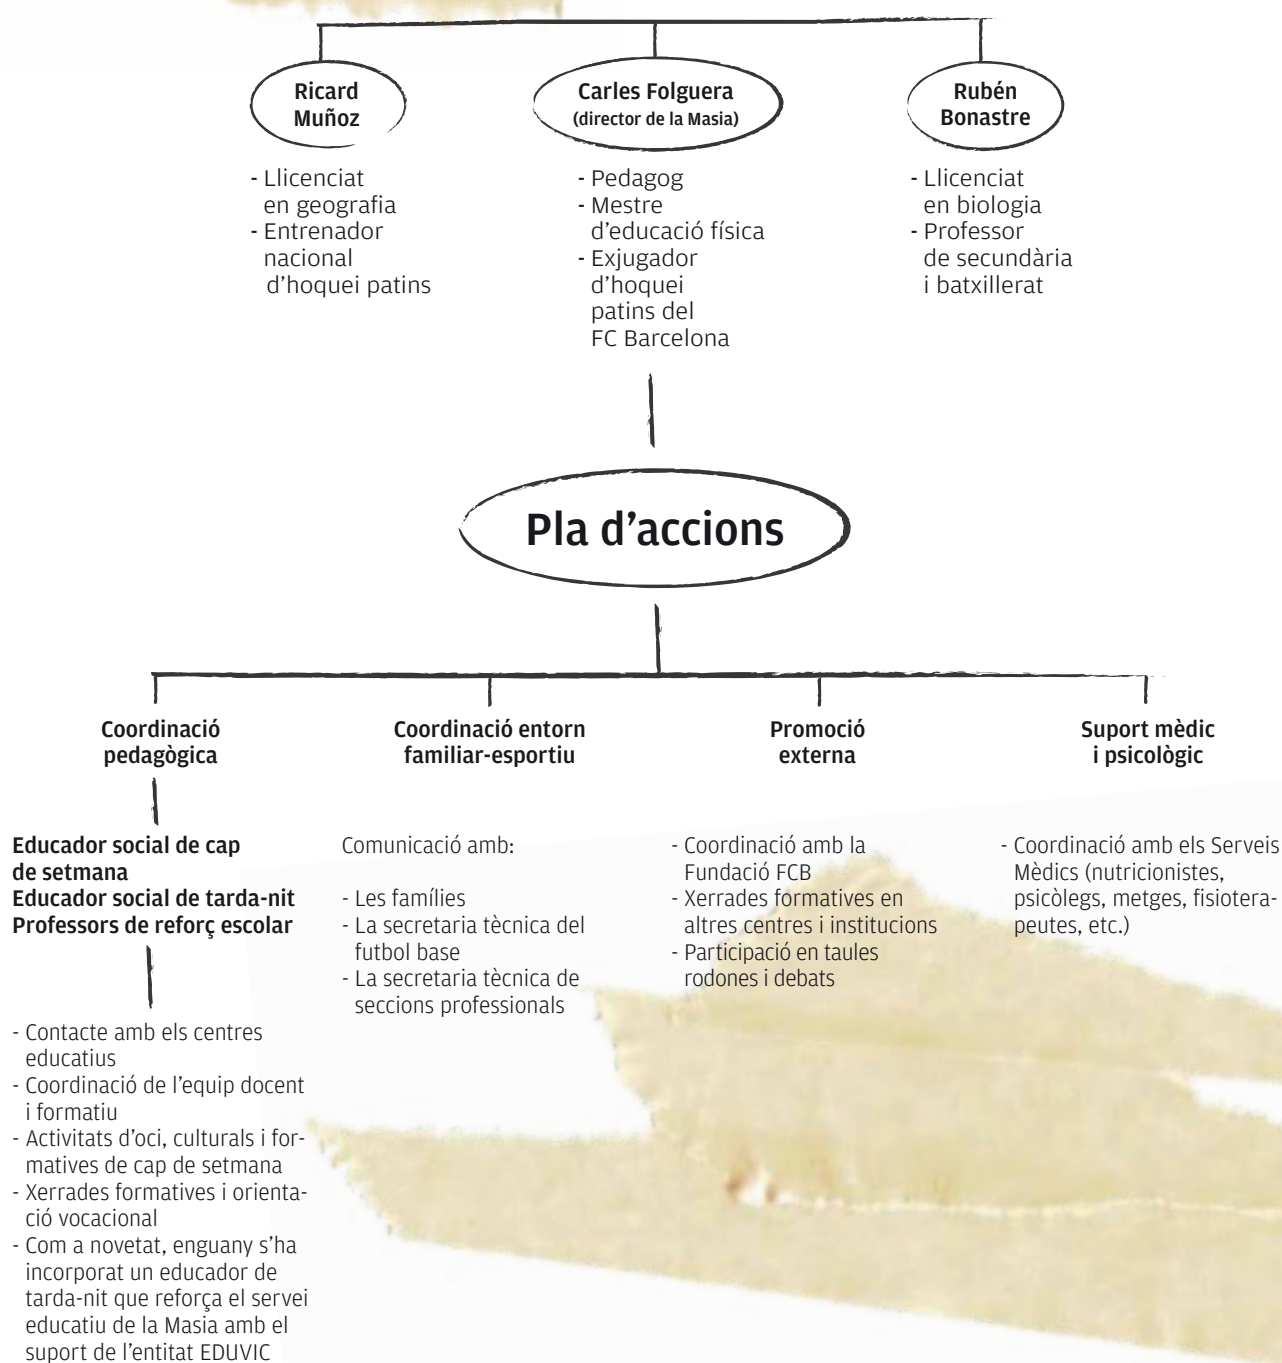 Ricard
Muñoz
- Llicenciat
en geografia
- Entrenador
nacional
d'hoquei patins
Carles Folguera
(director de la Masia)
- Pedagog
- Mestre
d'educació física
- Exjugador
d'hoquei
patins del
FC Barcelona
Rubén
Bonastre
- Llicenciat
en biologia
- Professor
de secundària
i batxillerat
Pla d'accions
Coordinació
pedagògica
Educador social de cap
de setmana
Educador social de tarda-nit
Professors de reforç escolar
- Contacte amb els centres
educatius
- Coordinació de l'equip docent
i formatiu
- Activitats d'oci, culturals i for-
matives de cap de setmana
- Xerrades formatives i orienta-
ció vocacional
- Com a novetat, enguany s'ha
incorporat un educador de
tarda-nit que reforça el servei
educatiu de la Masia amb el
suport de l'entitat EDUVIC
Coordinació entorn
familiar-esportiu
Comunicació amb:
- Les famílies
- La secretaria tècnica del
futbol base
- La secretaria tècnica de
seccions professionals
Promoció
externa
- Coordinació amb la
Fundació FCB
- Xerrades formatives en
altres centres i institucions
- Participació en taules
rodones i debats
Suport mèdic
i psicològic
- Coordinació amb els Serveis
Mèdics (nutricionistes,
psicòlegs, metges, fisiotera-
peutes, etc.)